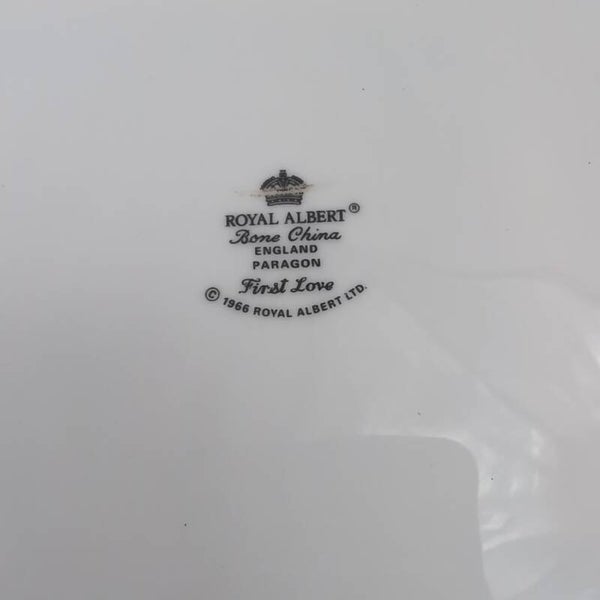 ROYAL ALBERT®
Bone China
ENGLAND
PARAGON
First Love
© 1966 ROYAL ALBERT LTD.